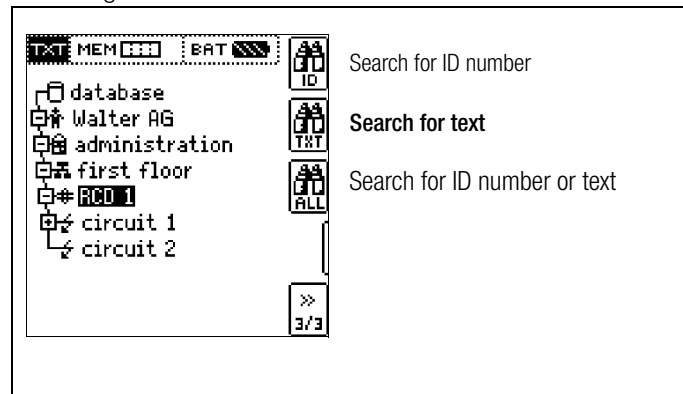 TXT MEM BAT
ID
Search for ID number
database
Walter AG
TXT
Search for text
administration
first floor
ALL
Search for ID number or text
RCD 1
circuit 1
circuit 2
»
3/3